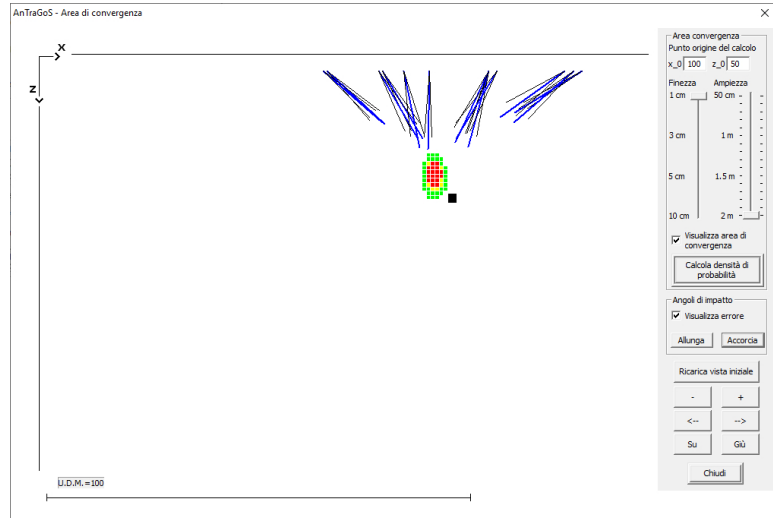 AnTraGoS - Area di convergenza
X
Z
U.D.M.=100
Area convergenza
Punto origine del calcolo
x_0 100 z_0 50
Finezza Ampiezza
1 cm 50 cm
3 cm 1 m
5 cm 1.5 m
10 cm 2 m
Visualizza area di
convergenza
Calcola densità di
probabilità
Angoli di impatto
Visualizza errore
Allunga Accorcia
Ricarica vista iniziale
- +
<-- -->
Su Giù
Chiudi